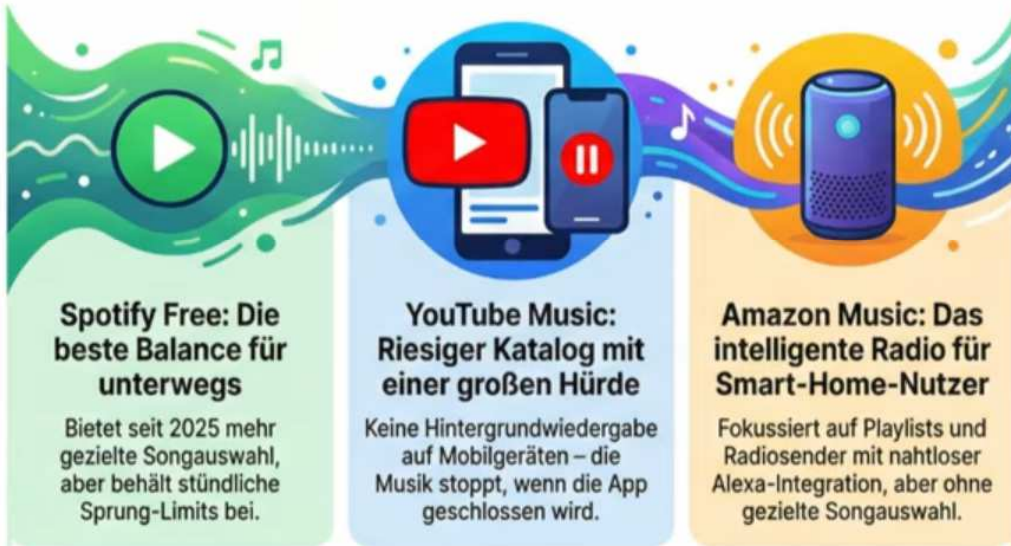 Spotify Free: Die
beste Balance für
unterwegs
Bietet seit 2025 mehr
gezielte Songauswahl,
aber behält stündliche
Sprung-Limits bei.
YouTube Music:
Riesiger Katalog mit
einer großen Hürde
Keine Hintergrundwiedergabe
auf Mobilgeräten – die
Musik stoppt, wenn die App
geschlossen wird.
Amazon Music: Das
intelligente Radio für
Smart-Home-Nutzer
Fokussiert auf Playlists und
Radiosender mit nahtloser
Alexa-Integration, aber ohne
gezielte Songauswahl.